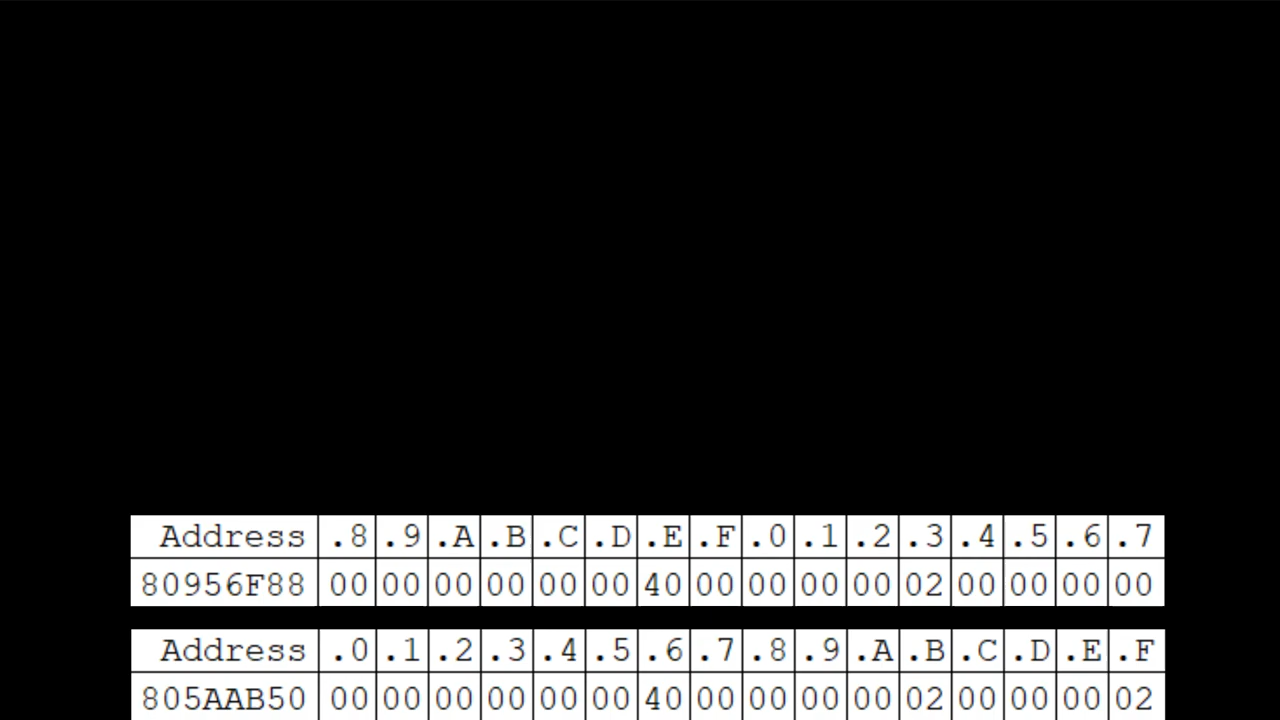 Address .8 .9 .A .B .C .D .E .F .0 .1 .2 .3 .4 .5 .6 .7
80956F88 00 00 00 00 00 00 40 00 00 00 00 02 00 00 00 00
Address .0 .1 .2 .3 .4 .5 .6 .7 .8 .9 .A .B .C .D .E .F
805AAB50 00 00 00 00 00 00 40 00 00 00 00 02 00 00 00 02